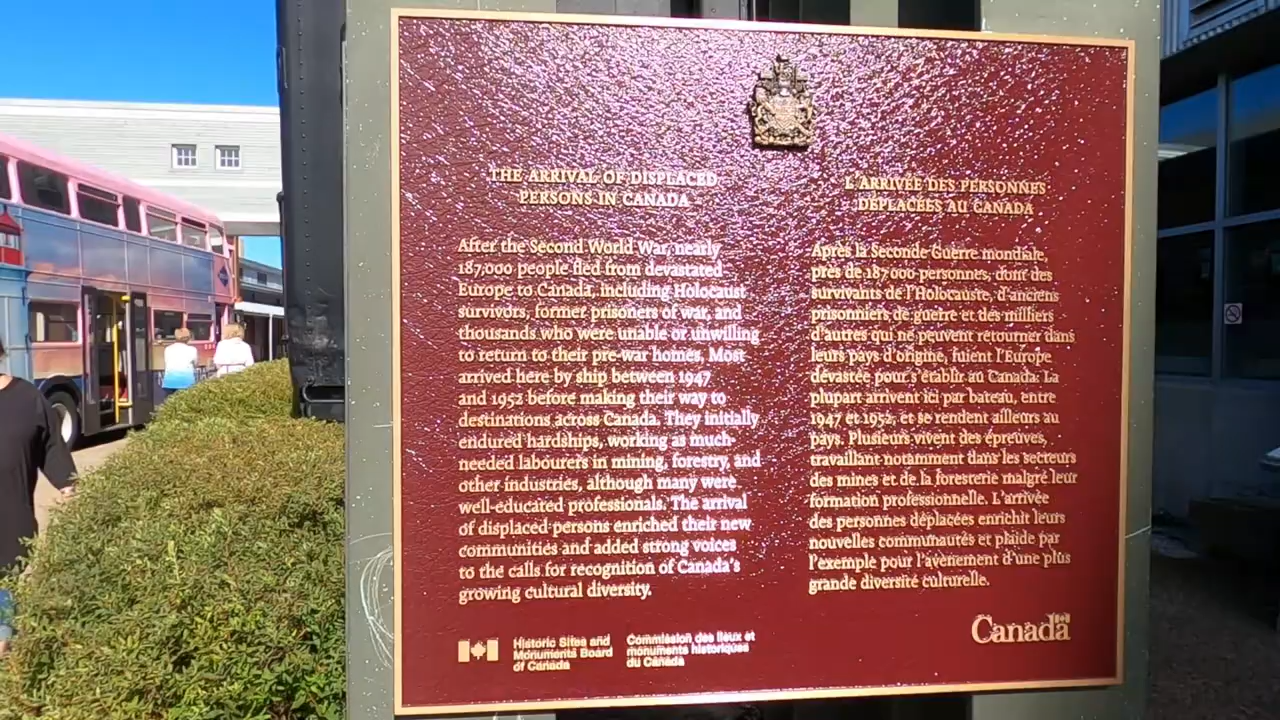 THE ARRIVAL OF DISPLACED
PERSONS IN CANADA
After the Second World War, nearly
187,000 people fled from devastated
Europe to Canada, including Holocaust
survivors, former prisoners of war, and
thousands who were unable or unwilling
to return to their pre-war homes. Most
arrived here by ship between 1947
and 1952 before making their way to
destinations across Canada. They initially
endured hardships, working as much-
needed labourers in mining, forestry, and
other industries, although many were
well-educated professionals. The arrival
of displaced persons enriched their new
communities and added strong voices
to the calls for recognition of Canada's
growing cultural diversity.
L'ARRIVÉE DES PERSONNES
DÉPLACÉES AU CANADA
Après la Seconde Guerre mondiale,
près de 187 000 personnes, dont des
survivants de l'Holocauste, d'anciens
prisonniers de guerre et des milliers
d'autres qui ne peuvent retourner dans
leurs pays d'origine, fuient l'Europe
dévastée pour s'établir au Canada. La
plupart arrivent ici par bateau, entre
1947 et 1952, et se rendent ailleurs au
pays. Plusieurs vivent des épreuves,
travaillant notamment dans les secteurs
des mines et de la foresterie malgré leur
formation professionnelle. L'arrivée
des personnes déplacées enrichit leurs
nouvelles communautés et plaide par
l'exemple pour l'avènement d'une plus
grande diversité culturelle.
Historic Sites and
Monuments Board
of Canada
Commission des lieux et
monuments historiques
du Canada
Canada